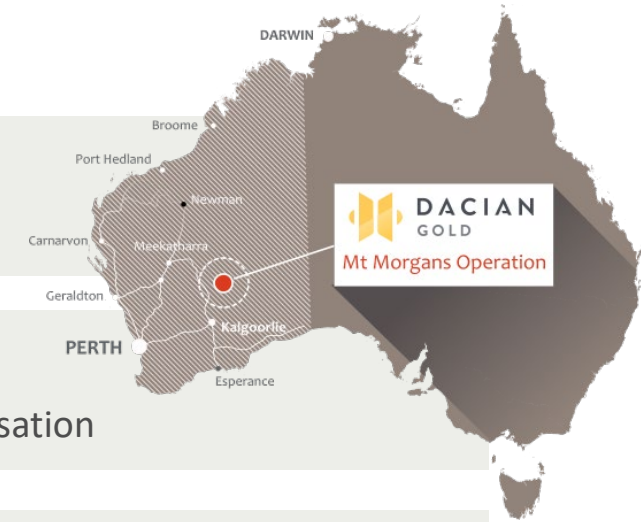 DARWIN
Broome
Port Hedland
Newman
DACIAN
GOLD
Carnarvon
Meekatharra
Mt Morgans Operation
Geraldton
Kalgoorlie
PERTH
Esperance
sation